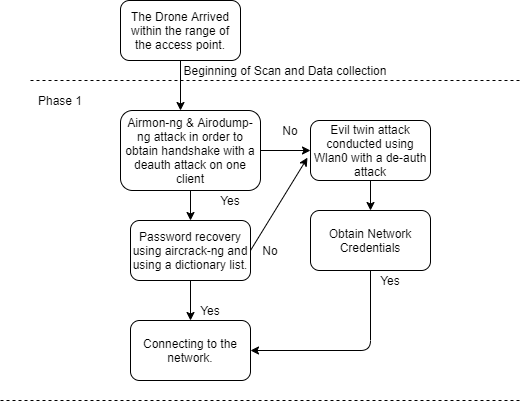 The Drone Arrived
within the range of
the access point.
Beginning of Scan and Data collection
Phase 1
Airmon-ng & Airodump-
ng attack in order to
obtain handshake with a
deauth attack on one
client
No
Evil twin attack
conducted using
Wlan0 with a de-auth
attack
Yes
Password recovery
using aircrack-ng and
using a dictionary list.
No
Obtain Network
Credentials
Yes
Yes
Connecting to the
network.